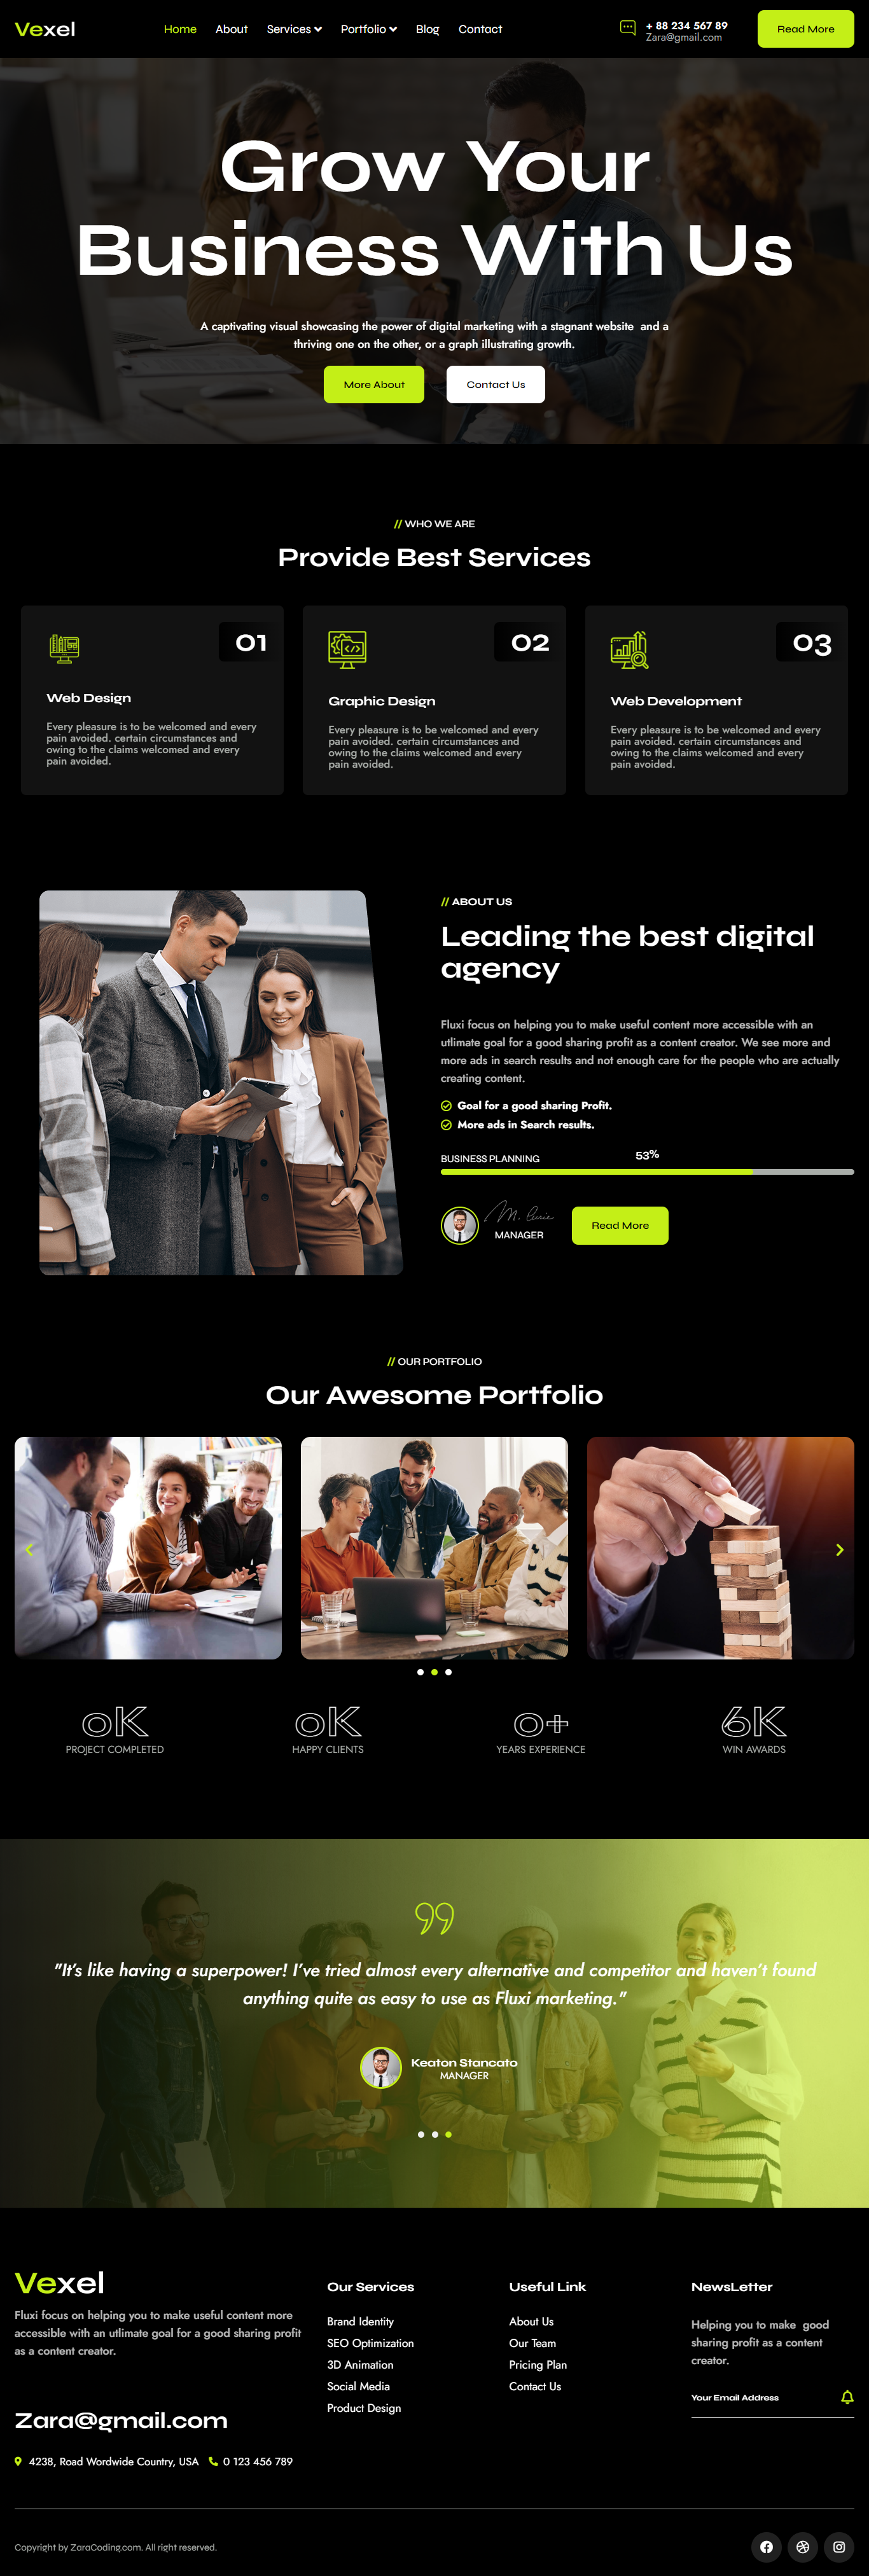 Vexel
Home
About
Services
Portfolio
Blog
Contact
+ 88 234 567 89
Zara@gmail.com
Read More
Grow Your
Business With Us
A captivating visual showcasing the power of digital marketing with a stagnant website  and a
thriving one on the other, or a graph illustrating growth.
More About
Contact Us
// WHO WE ARE
Provide Best Services
01
Web Design
Every pleasure is to be welcomed and every
pain avoided. certain circumstances and
owing to the claims welcomed and every
pain avoided.
02
Graphic Design
Every pleasure is to be welcomed and every
pain avoided. certain circumstances and
owing to the claims welcomed and every
pain avoided.
03
Web Development
Every pleasure is to be welcomed and every
pain avoided. certain circumstances and
owing to the claims welcomed and every
pain avoided.
// ABOUT US
Leading the best digital
agency
Fluxi focus on helping you to make useful content more accessible with an
utlimate goal for a good sharing profit as a content creator. We see more and
more ads in search results and not enough care for the people who are actually
creating content.
Goal for a good sharing Profit.
More ads in Search results.
BUSINESS PLANNING
53%
M. Curie
MANAGER
Read More
// OUR PORTFOLIO
Our Awesome Portfolio
0K
PROJECT COMPLETED
0K
HAPPY CLIENTS
0+
YEARS EXPERIENCE
6K
WIN AWARDS
"It's like having a superpower! I've tried almost every alternative and competitor and haven't found
anything quite as easy to use as Fluxi marketing."
Keaton Stancato
MANAGER
Vexel
Fluxi focus on helping you to make useful content more
accessible with an utlimate goal for a good sharing profit
as a content creator.
Zara@gmail.com
4238, Road Wordwide Country, USA
0 123 456 789
Our Services
Brand Identity
SEO Optimization
3D Animation
Social Media
Product Design
Useful Link
About Us
Our Team
Pricing Plan
Contact Us
NewsLetter
Helping you to make  good
sharing profit as a content
creator.
Your Email Address
Copyright by ZaraCoding.com. All right reserved.